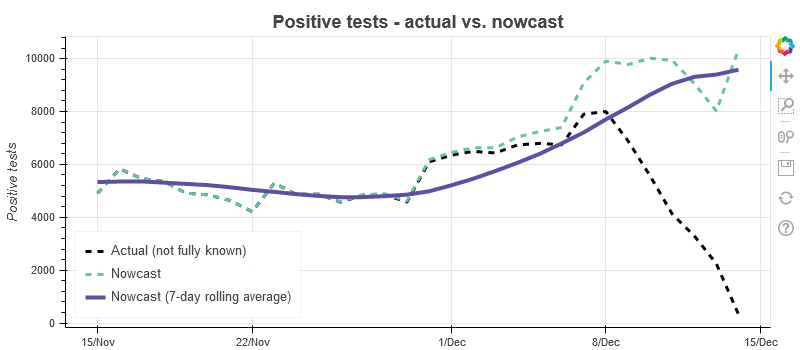 Positive tests - actual vs. nowcast
10000
8000
6000
4000
2000
0
Positive tests
Actual (not fully known)
Nowcast
Nowcast (7-day rolling average)
15/Nov
22/Nov
1/Dec
8/Dec
15/Dec